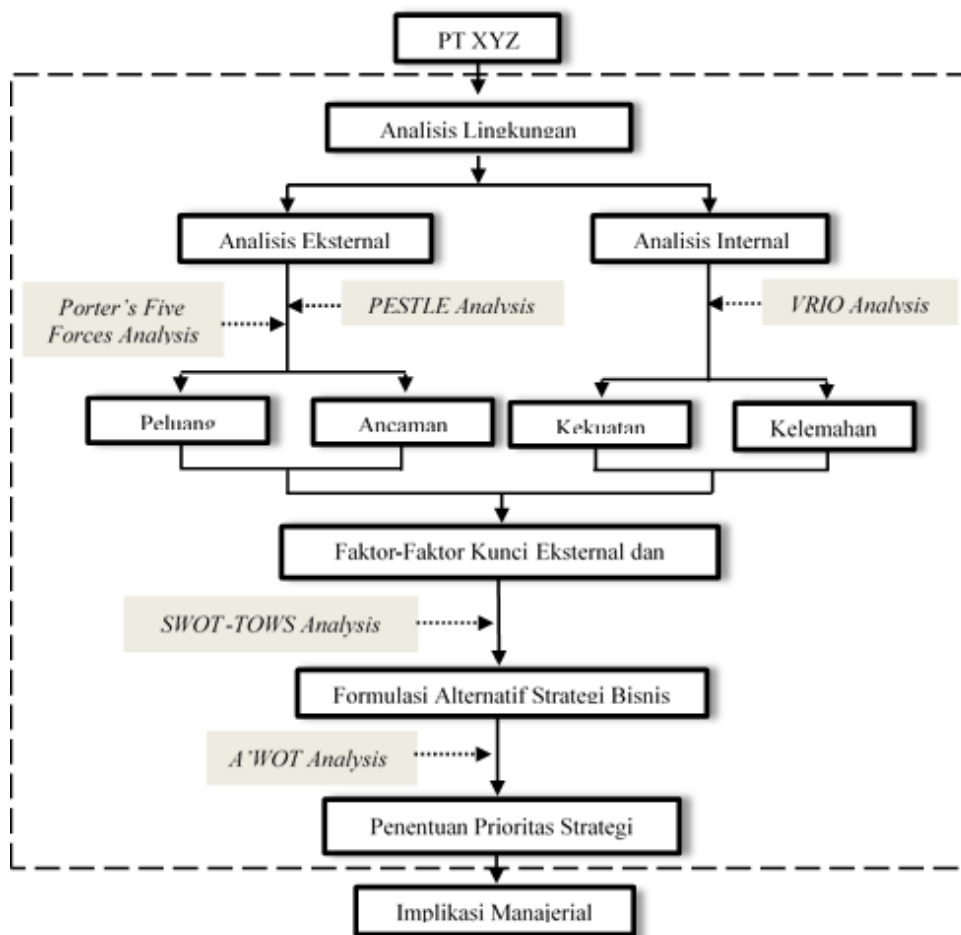 PT XYZ
Analisis Lingkungan
Analisis Eksternal
Analisis Internal
Porter's Five
Forces Analysis
PESTLE Analysis
VRIO Analysis
Peluang
Ancaman
Kekuatan
Kelemahan
Faktor-Faktor Kunci Eksternal dan
SWOT-TOWS Analysis
Formulasi Alternatif Strategi Bisnis
A'WOT Analysis
Penentuan Prioritas Strategi
Implikasi Manajerial